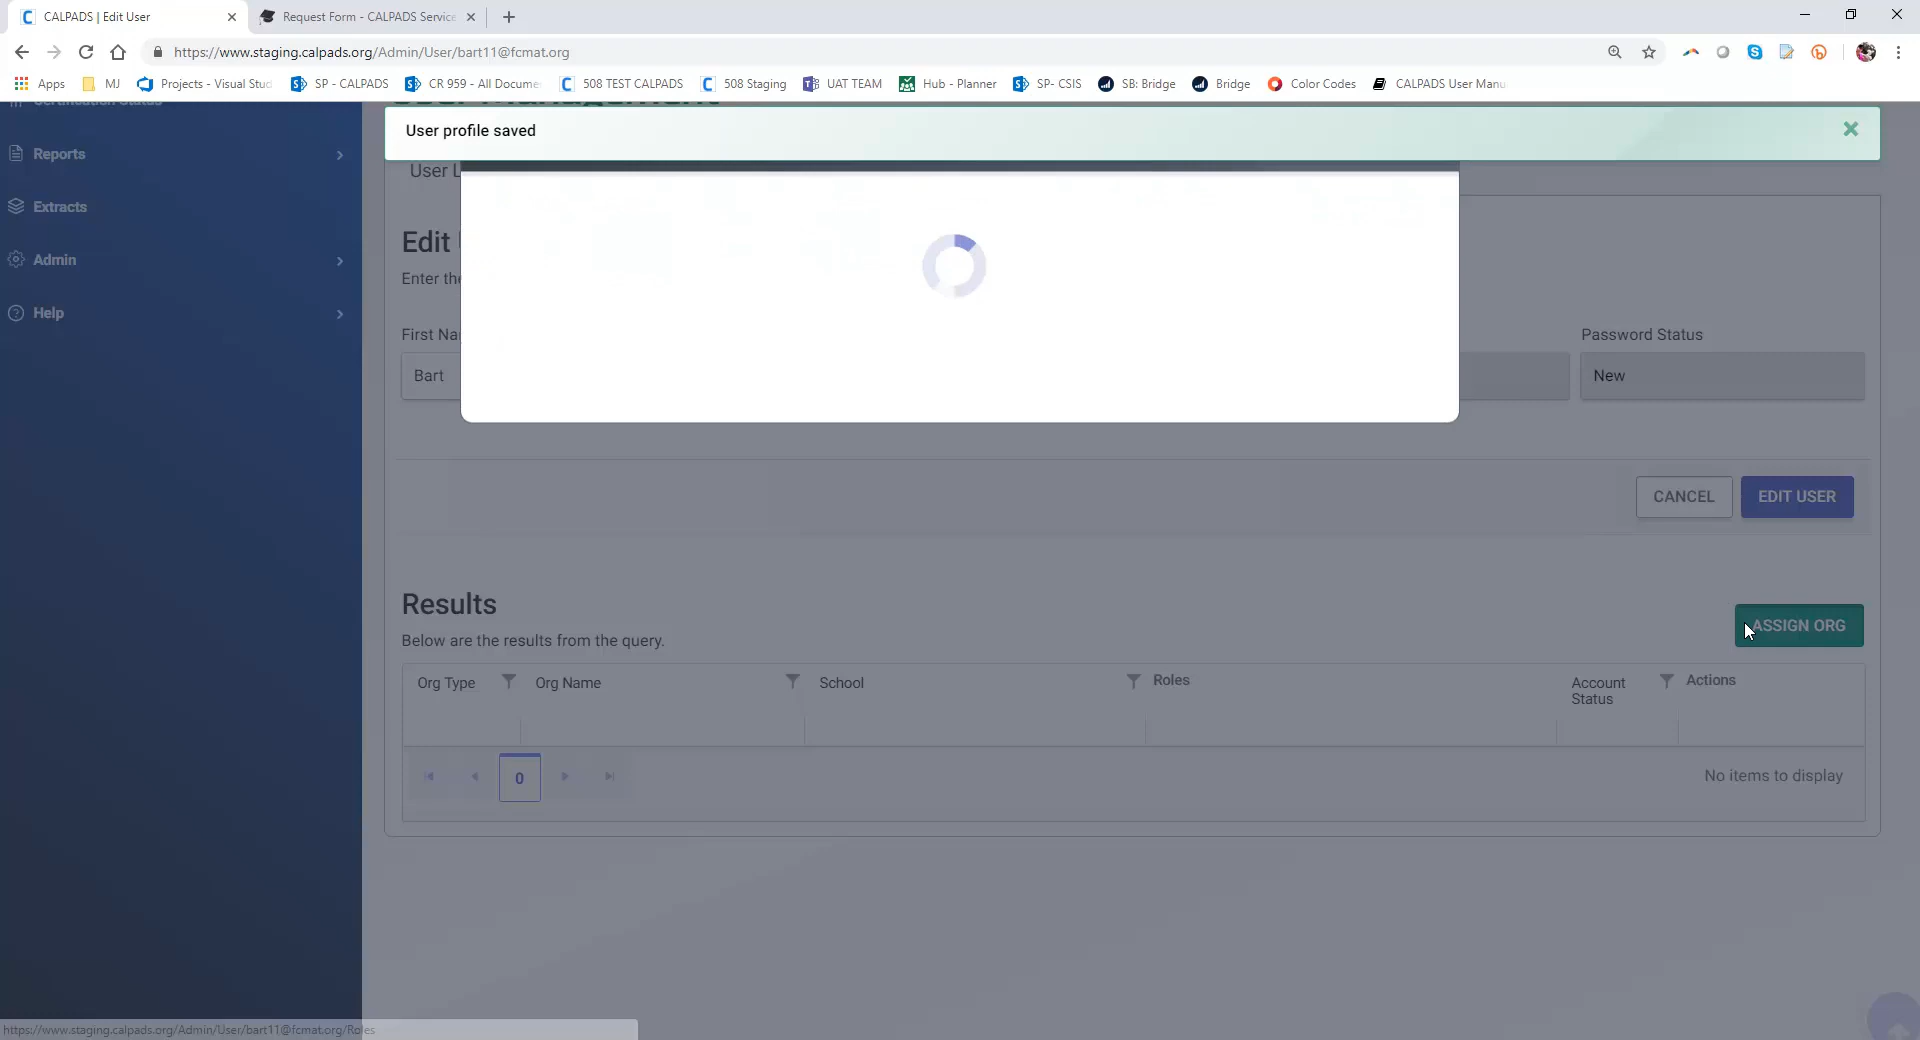 CALPADS | Edit User
Request Form - CALPADS Service
https://www.staging.calpads.org/Admin/User/bart11@fcmat.org
Apps
MJ
Projects - Visual Stud
SP - CALPADS
CR 959 - All Docume
508 TEST CALPADS
508 Staging
UAT TEAM
Hub - Planner
SP- CSIS
SB: Bridge
Bridge
Color Codes
CALPADS User Manu
Certification Status
User Management
User profile saved
Reports
User L
Extracts
Edit
Admin
Enter the
Help
First Na
Password Status
Bart
New
CANCEL
EDIT USER
Results
ASSIGN ORG
Below are the results from the query.
Org Type
Org Name
School
Roles
Account
Status
Actions
0
No items to display
https://www.staging.calpads.org/Admin/User/bart11@fcmat.org/Roles